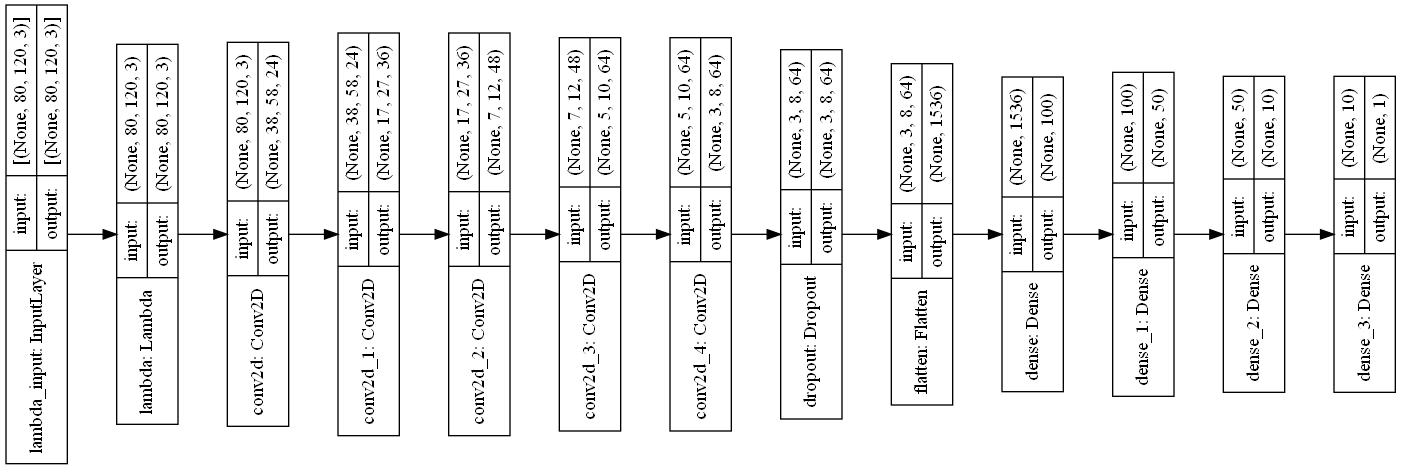 lambda_input: InputLayer
input:
[(None, 80, 120, 3)]
output:
[(None, 80, 120, 3)]
lambda: Lambda
input:
(None, 80, 120, 3)
output:
(None, 80, 120, 3)
conv2d: Conv2D
input:
(None, 80, 120, 3)
output:
(None, 38, 58, 24)
conv2d_1: Conv2D
input:
(None, 38, 58, 24)
output:
(None, 17, 27, 36)
conv2d_2: Conv2D
input:
(None, 17, 27, 36)
output:
(None, 7, 12, 48)
conv2d_3: Conv2D
input:
(None, 7, 12, 48)
output:
(None, 5, 10, 64)
conv2d_4: Conv2D
input:
(None, 5, 10, 64)
output:
(None, 3, 8, 64)
dropout: Dropout
input:
(None, 3, 8, 64)
output:
(None, 3, 8, 64)
flatten: Flatten
input:
(None, 3, 8, 64)
output:
(None, 1536)
dense: Dense
input:
(None, 1536)
output:
(None, 100)
dense_1: Dense
input:
(None, 100)
output:
(None, 50)
dense_2: Dense
input:
(None, 50)
output:
(None, 10)
dense_3: Dense
input:
(None, 10)
output:
(None, 1)